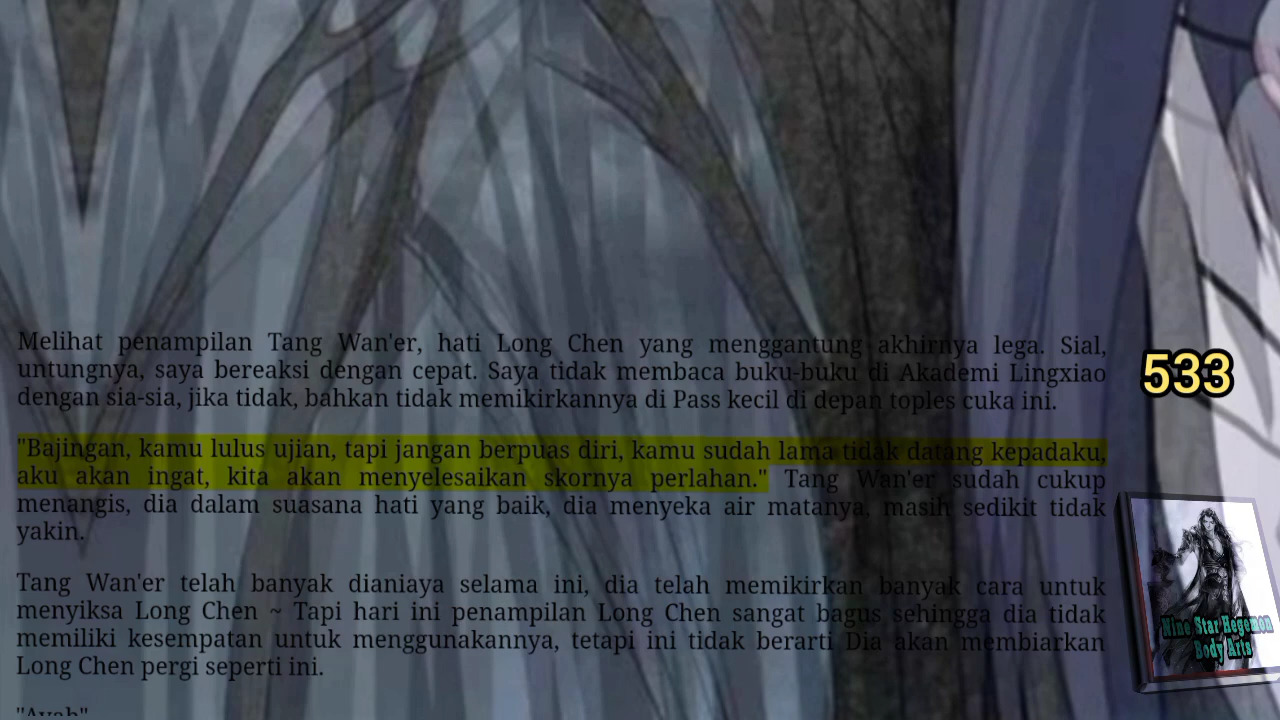 Melihat penampilan Tang Wan'er, hati Long Chen yang menggantung akhirnya lega. Sial,
untungnya, saya bereaksi dengan cepat. Saya tidak membaca buku-buku di Akademi Lingxiao
dengan sia-sia, jika tidak, bahkan tidak memikirkannya di Pass kecil di depan toples cuka ini.
533
"Bajingan, kamu lulus ujian, tapi jangan berpuas diri, kamu sudah lama tidak datang kepadaku,
aku akan ingat, kita akan menyelesaikan skornya perlahan." Tang Wan'er sudah cukup
menangis, dia dalam suasana hati yang baik, dia menyeka air matanya, masih sedikit tidak
yakin.
Tang Wan'er telah banyak dianiaya selama ini, dia telah memikirkan banyak cara untuk
menyiksa Long Chen ~ Tapi hari ini penampilan Long Chen sangat bagus sehingga dia tidak
memiliki kesempatan untuk menggunakannya, tetapi ini tidak berarti Dia akan membiarkan
Long Chen pergi seperti ini.
Nine Star Hegemon
Body Arts
"Ayah"